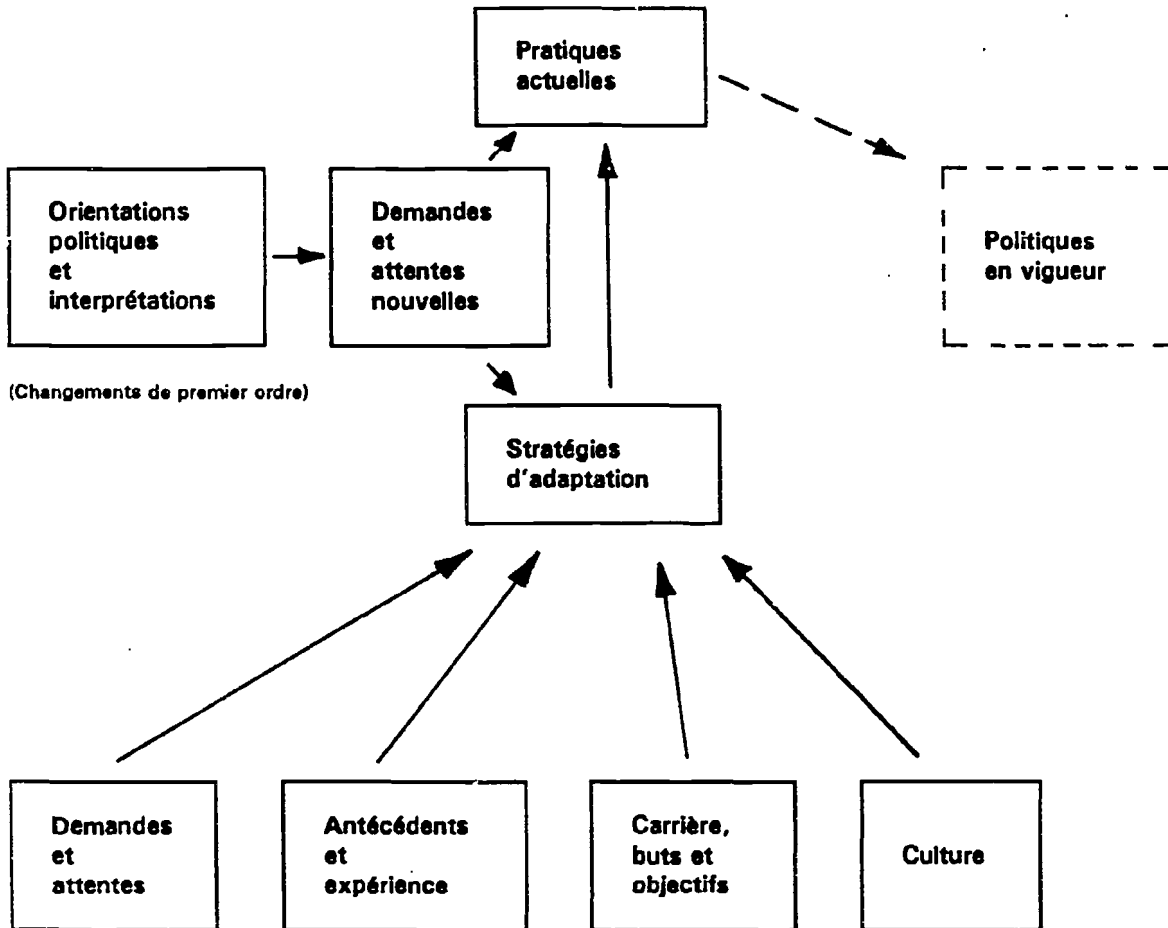 Pratiques
actuelles
Orientations
politiques
et
interprétations
Demandes
et
attentes
nouvelles
Politiques
en vigueur
(Changements de premier ordre)
Stratégies
d'adaptation
Demandes
et
attentes
Antécédents
et
expérience
Carrière,
buts et
objectifs
Culture